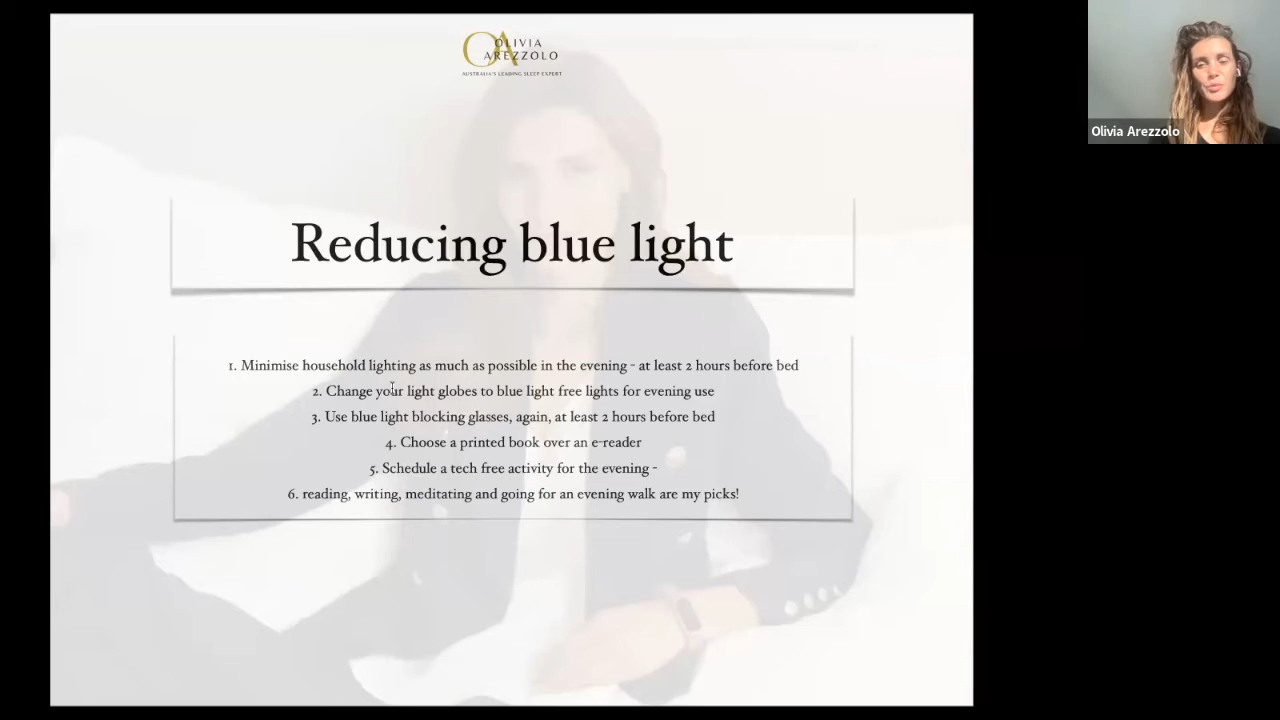 OA
OLIVIA
AREZZOLO
AUSTRALIA'S LEADING SLEEP EXPERT
Olivia Arezzolo
Reducing blue light
1. Minimise household lighting as much as possible in the evening - at least 2 hours before bed
2. Change your light globes to blue light free lights for evening use
3. Use blue light blocking glasses, again, at least 2 hours before bed
4. Choose a printed book over an e-reader
5. Schedule a tech free activity for the evening -
6. reading, writing, meditating and going for an evening walk are my picks!